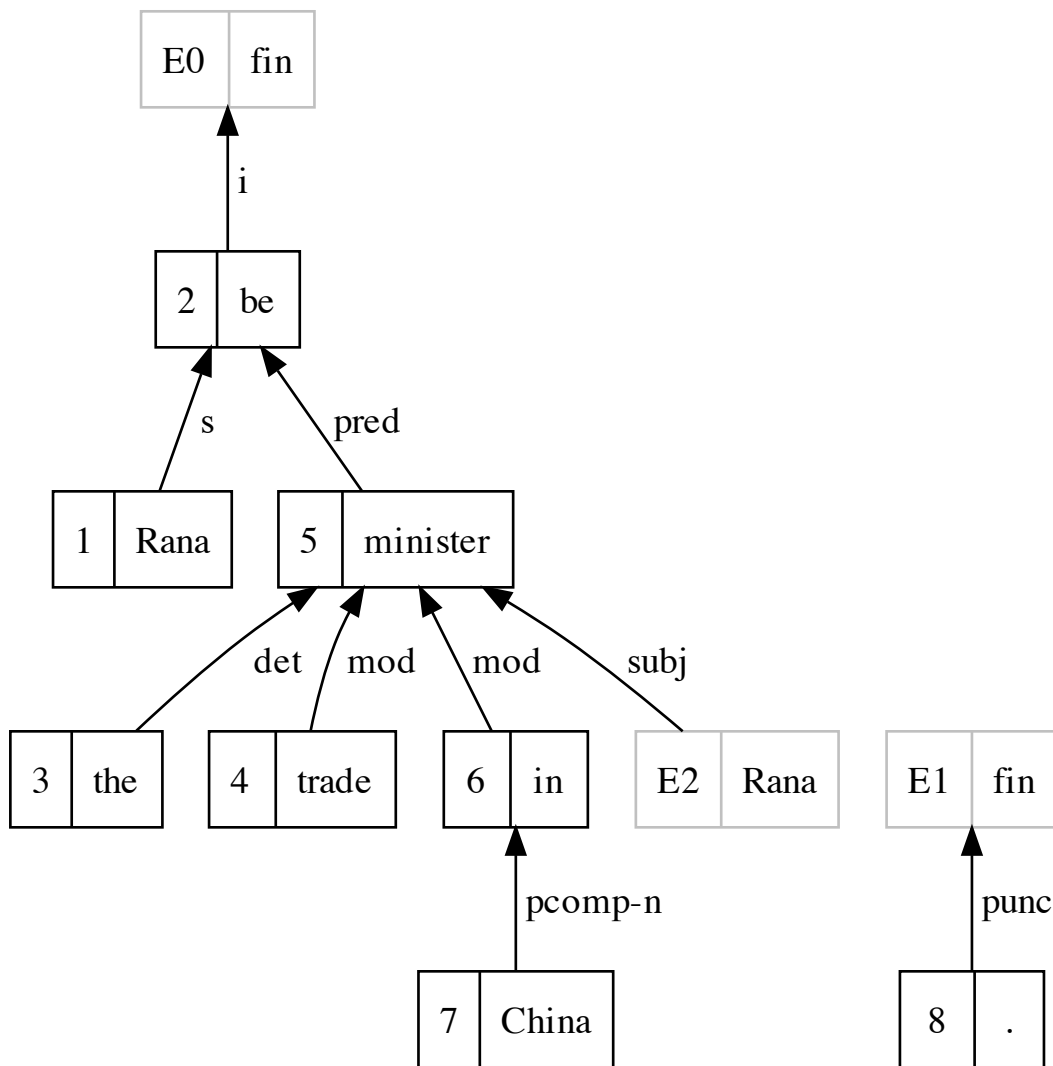 E0 fin
i
2 be
s pred
1 Rana 5 minister
det mod mod subj
3 the 4 trade 6 in E2 Rana E1 fin
pcomp-n punc
7 China 8 .